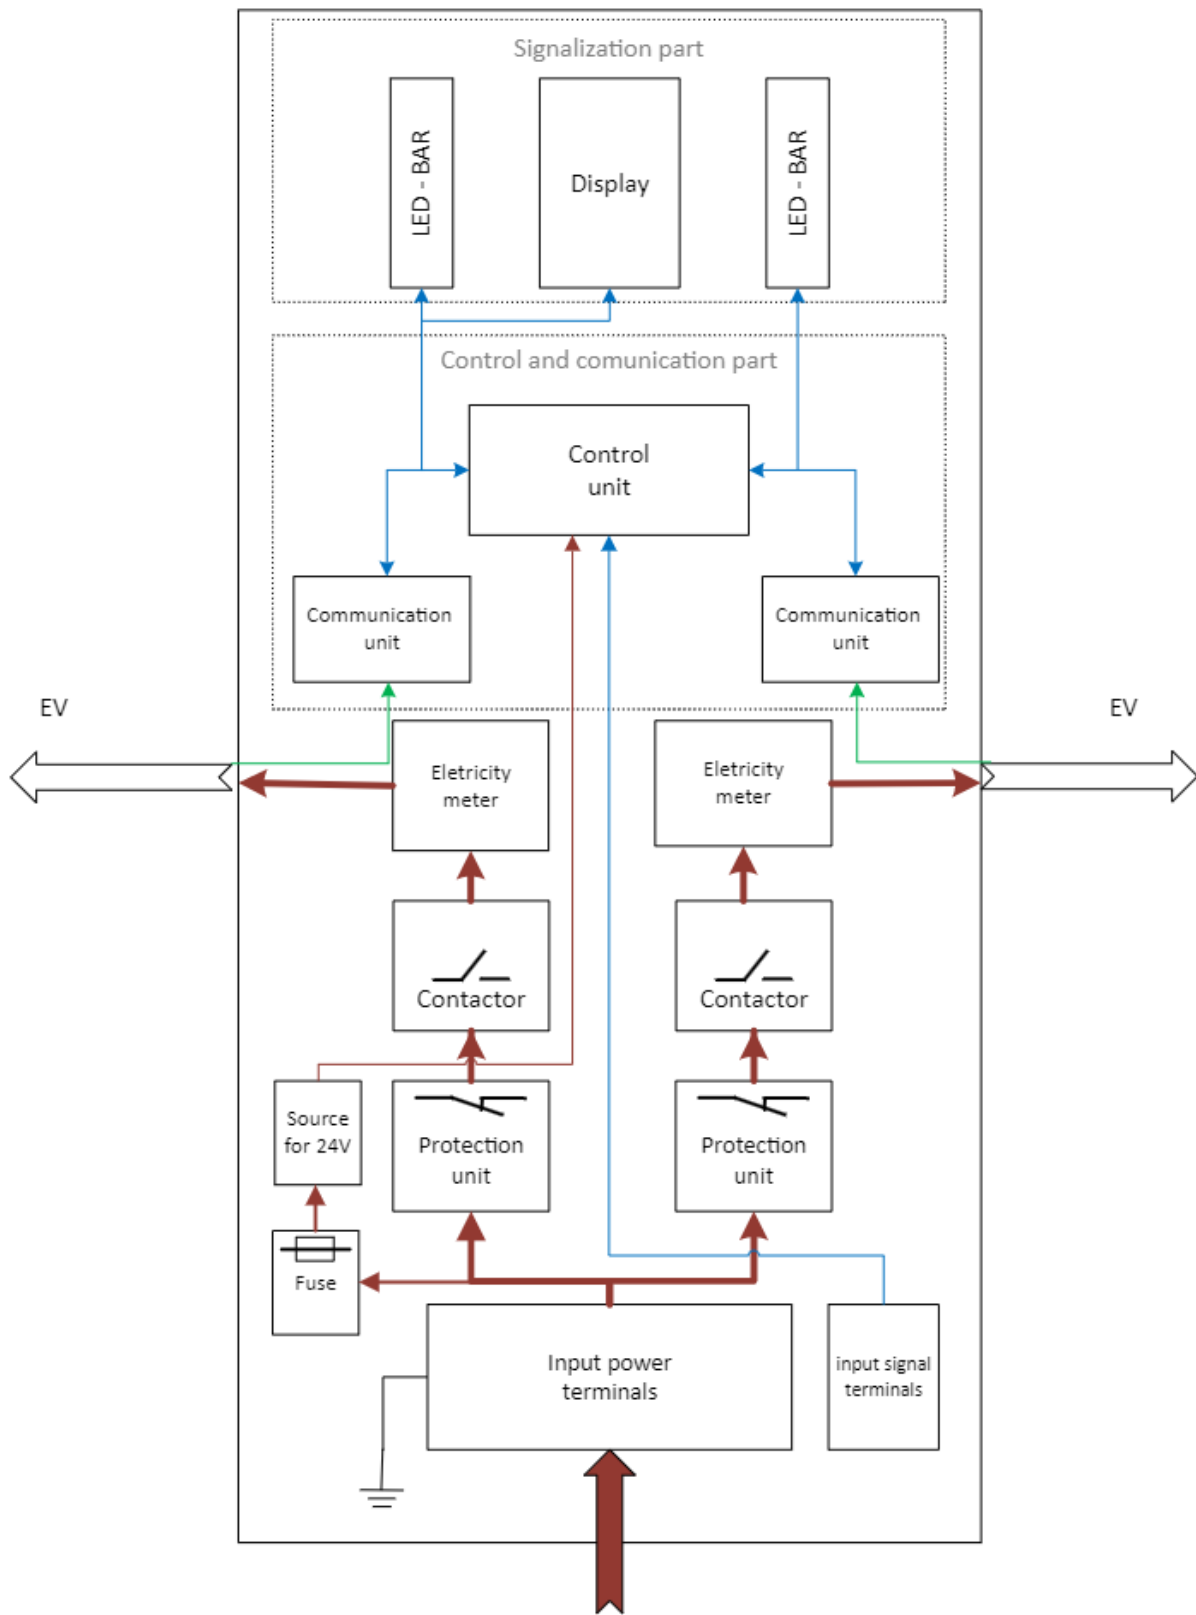 Signalization part
LED - BAR
Display
LED - BAR
Control and comunication part
Control
unit
Communication
unit
Communication
unit
EV
EV
Eletricity
meter
Eletricity
meter
Contactor
Contactor
Source
for 24V
Protection
unit
Protection
unit
Fuse
Input power
terminals
input signal
terminals